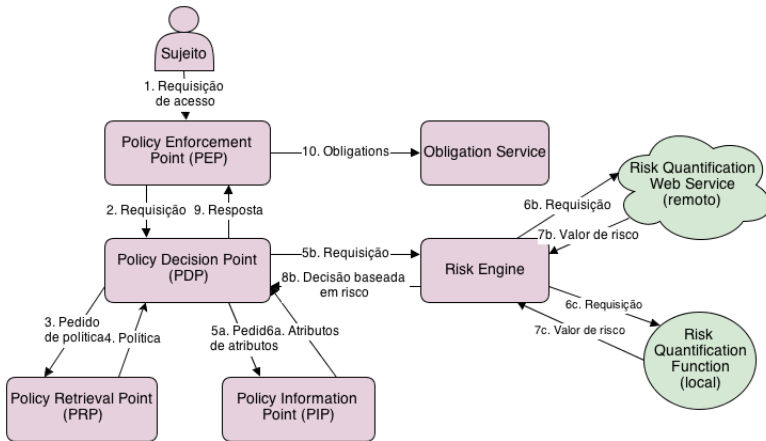 Sujeito
1. Requisição
de acesso
Policy Enforcement
Point (PEP)
10. Obligations
Obligation Service
Risk Quantification
Web Service
(remoto)
6b. Requisição
7b. Valor de risco
2. Requisição
9. Resposta
Policy Decision Point
(PDP)
5b. Requisição
8b. Decisão baseada
em risco
Risk Engine
6c. Requisição
7c. Valor de risco
Risk
Quantification
Function
(local)
3. Pedido
de política
4. Política
5a. Pedid
de atributos
6a. Atributos
Policy Retrieval Point
(PRP)
Policy Information
Point (PIP)